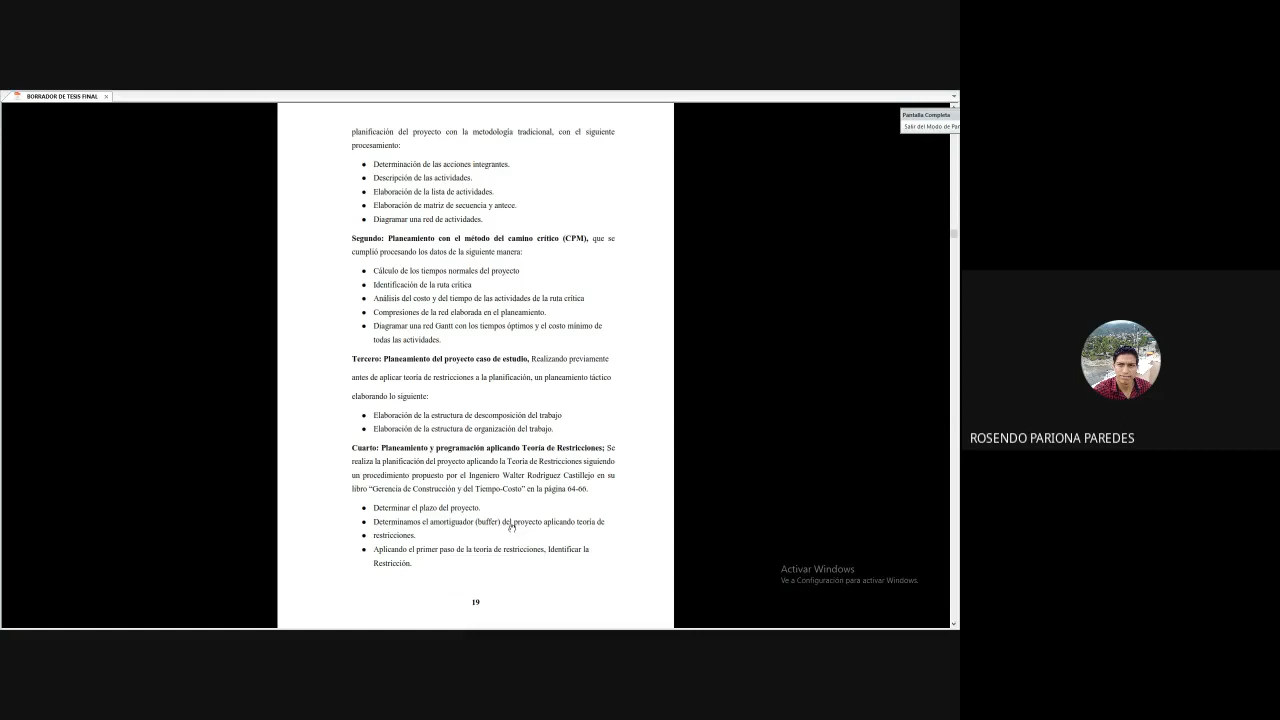 BORRADOR DE TESIS FINAL
Pantalla Completa
Salir del Modo de Par
planificación del proyecto con la metodología tradicional, con el siguiente
procesamiento:
● Determinación de las acciones integrantes.
● Descripción de las actividades.
● Elaboración de la lista de actividades.
● Elaboración de matriz de secuencia y antece.
● Diagramar una red de actividades.
Segundo: Planeamiento con el método del camino crítico (CPM), que se
cumplió procesando los datos de la siguiente manera:
● Cálculo de los tiempos normales del proyecto
● Identificación de la ruta crítica
● Análisis del costo y del tiempo de las actividades de la ruta crítica
● Compresiones de la red elaborada en el planeamiento.
● Diagramar una red Gantt con los tiempos óptimos y el costo mínimo de
todas las actividades.
Tercero: Planeamiento del proyecto caso de estudio, Realizando previamente
antes de aplicar teoría de restricciones a la planificación, un planeamiento táctico
elaborando lo siguiente:
● Elaboración de la estructura de descomposición del trabajo
● Elaboración de la estructura de organización del trabajo.
Cuarto: Planeamiento y programación aplicando Teoría de Restricciones; Se
realiza la planificación del proyecto aplicando la Teoría de Restricciones siguiendo
un procedimiento propuesto por el Ingeniero Walter Rodríguez Castillejo en su
libro “Gerencia de Construcción y del Tiempo-Costo” en la página 64-66.
● Determinar el plazo del proyecto.
● Determinamos el amortiguador (buffer) del proyecto aplicando teoría de
● restricciones.
● Aplicando el primer paso de la teoría de restricciones, Identificar la
Restricción.
19
Activar Windows
Ve a Configuración para activar Windows.
ROSENDO PARIONA PAREDES